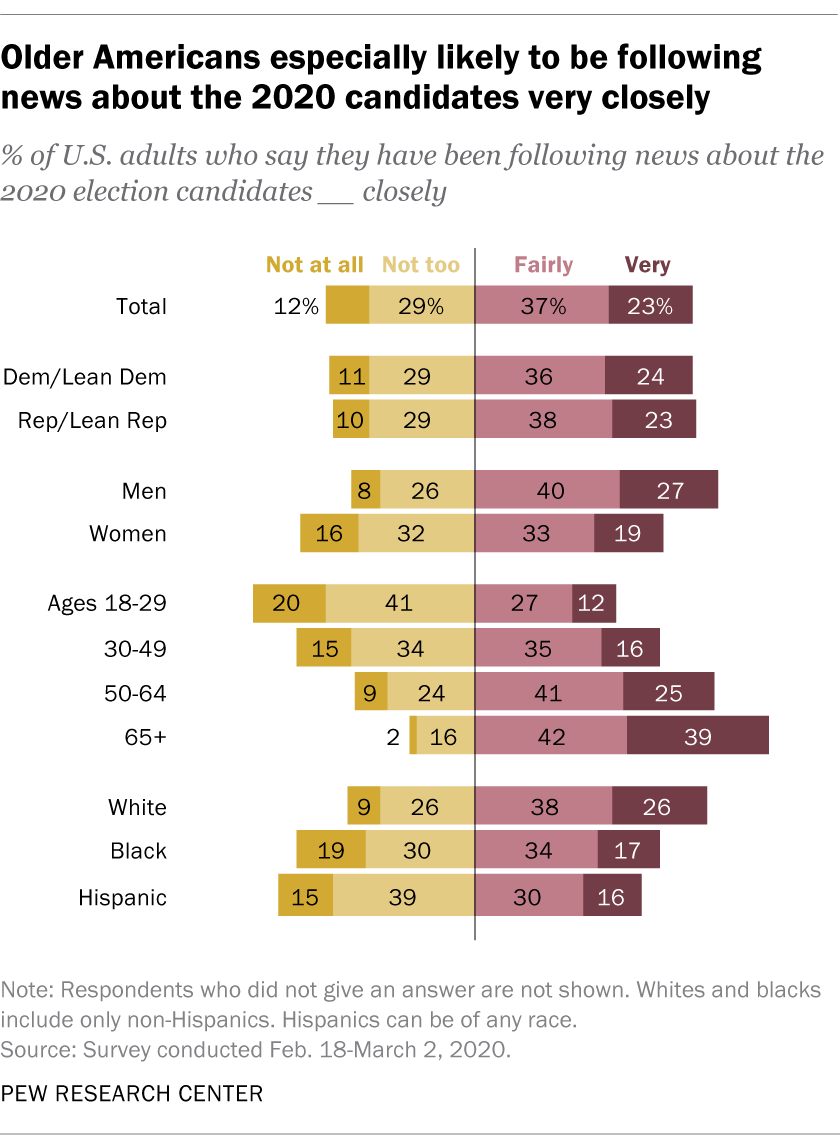 Older Americans especially likely to be following
news about the 2020 candidates very closely
% of U.S. adults who say they have been following news about the
2020 election candidates __ closely
Not at all Not too Fairly Very
Total 12% 29% 37% 23%
Dem/Lean Dem 11 29 36 24
Rep/Lean Rep 10 29 38 23
Men 8 26 40 27
Women 16 32 33 19
Ages 18-29 20 41 27 12
30-49 15 34 35 16
50-64 9 24 41 25
65+ 2 16 42 39
White 9 26 38 26
Black 19 30 34 17
Hispanic 15 39 30 16
Note: Respondents who did not give an answer are not shown. Whites and blacks
include only non-Hispanics. Hispanics can be of any race.
Source: Survey conducted Feb. 18-March 2, 2020.
PEW RESEARCH CENTER